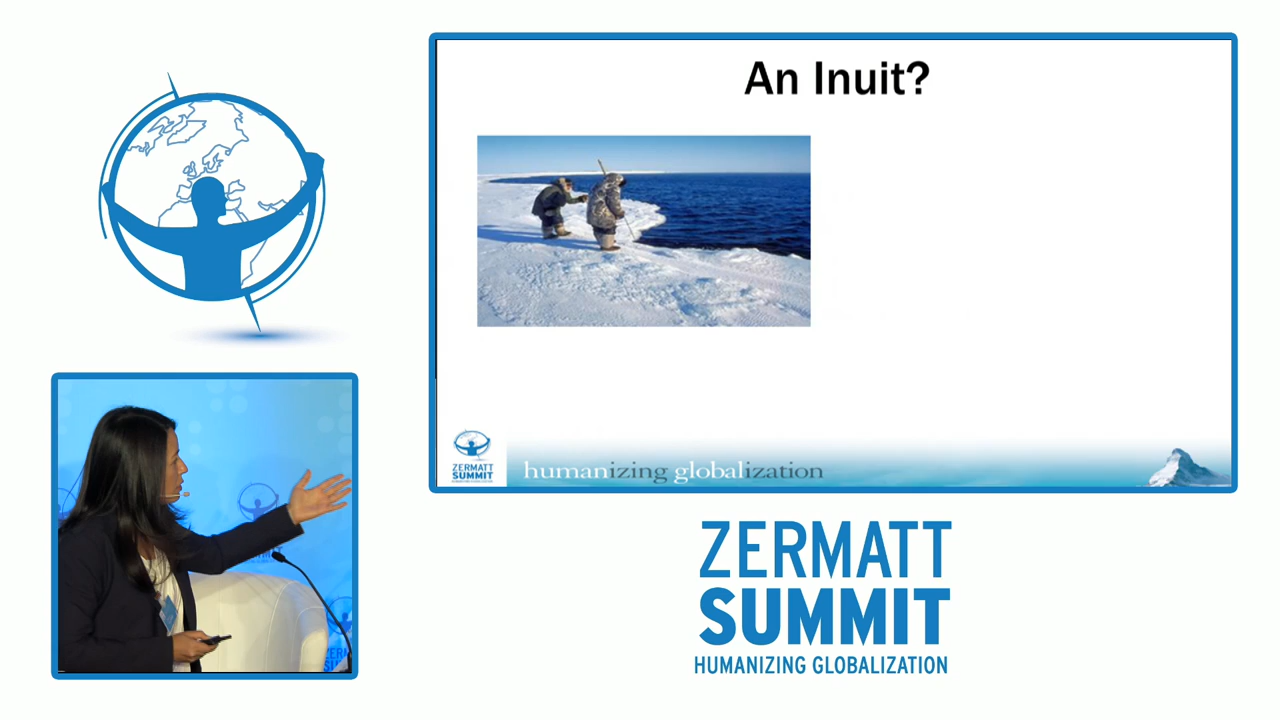 An Inuit?
ZERMATT
SUMMIT
humanizing globalization
ZERMATT
SUMMIT
HUMANIZING GLOBALIZATION